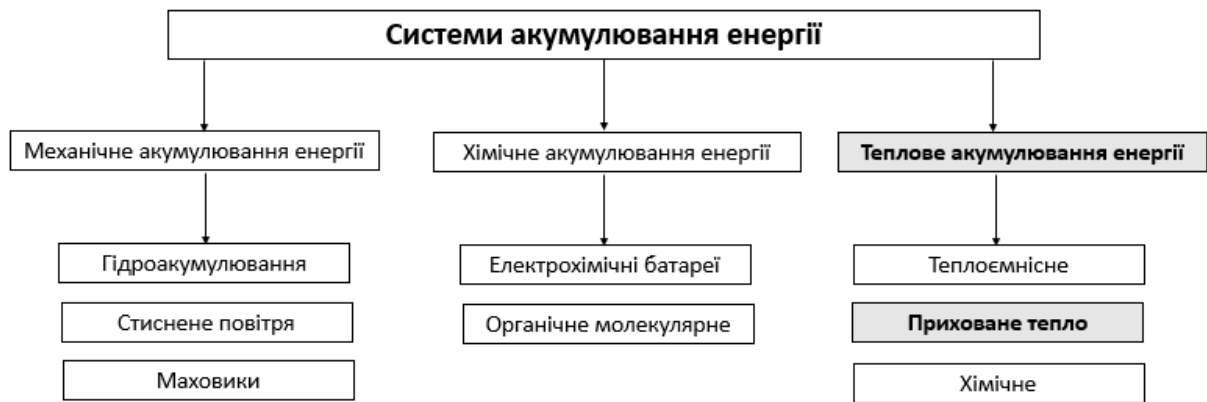 Системи акумулювання енергії
Механічне акумулювання енергії
Хімічне акумулювання енергії
Теплове акумулювання енергії
Гідроакумулювання
Електрохімічні батареї
Теплоємнісне
Стиснене повітря
Органічне молекулярне
Приховане тепло
Маховики
Хімічне